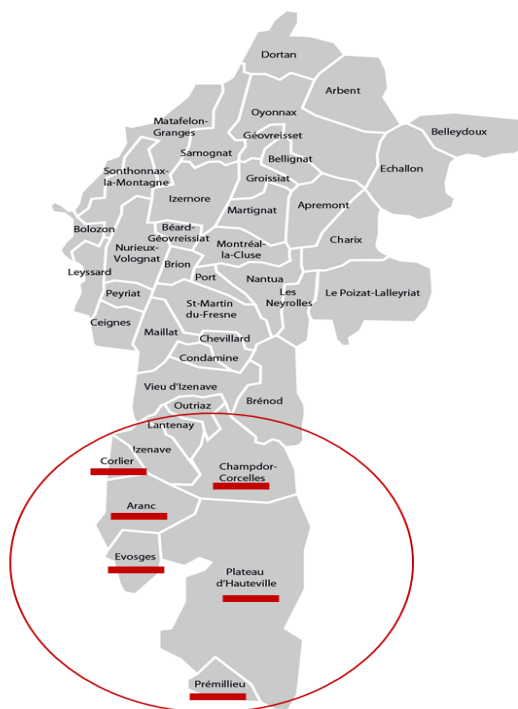 Dortan
Arbent
Oyonnax
Matafelon-
Granges
Belleydoux
Géovreisset
Samognat
Bellignat
Echallon
Sonthonnax-
la-Montagne
Groissiat
Izernore
Apremont
Martignat
Bolozon
Béard-
Géovreissiat
Charix
Nurieux-
Volognat
Montréal-
la-Cluse
Brion
Leyssard
Port
Nantua
Peyriat
Les
Neyrolles
Le Poizat-Lalleyriat
St-Martin
du-Fresne
Ceignes
Maillat
Chevillard
Condamine
Vieu d'Izenave
Brénod
Outriaz
Lantenay
Izenave
Corlier
Champdor-
Corcelles
Aranc
Evosges
Plateau
d'Hauteville
Prémillieu